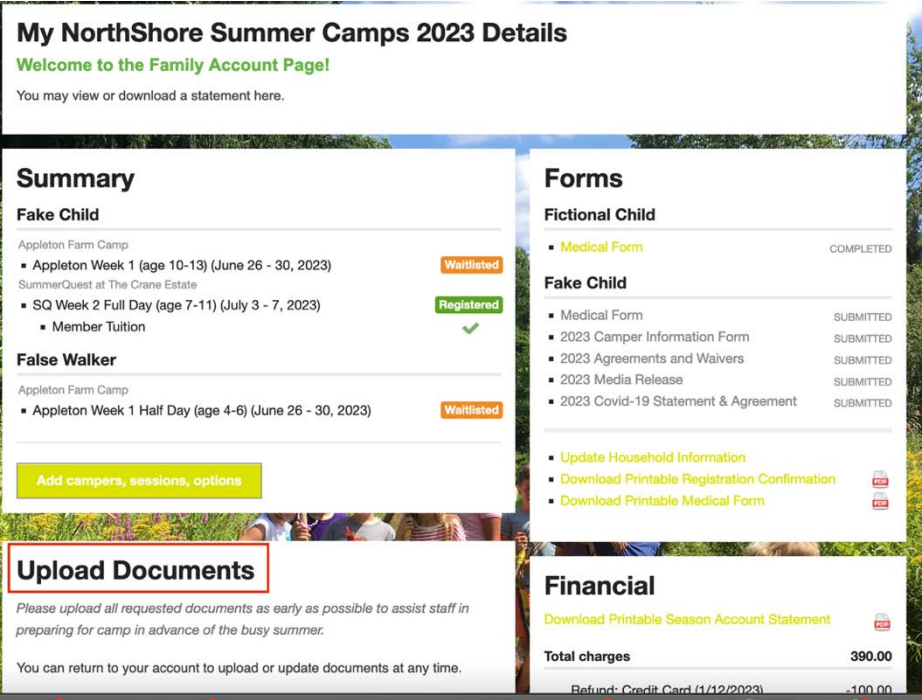 My NorthShore Summer Camps 2023 Details
Welcome to the Family Account Page!
You may view or download a statement here.
Summary
Fake Child
Appleton Farm Camp
Appleton Week 1 (age 10-13) (June 26 - 30, 2023) Waitlisted
SummerQuest at The Crane Estate
SQ Week 2 Full Day (age 7-11) (July 3 - 7, 2023) Registered
Member Tuition
False Walker
Appleton Farm Camp
Appleton Week 1 Half Day (age 4-6) (June 26 - 30, 2023) Waitlisted
Add campers, sessions, options
Upload Documents
Please upload all requested documents as early as possible to assist staff in
preparing for camp in advance of the busy summer.
You can return to your account to upload or update documents at any time.
Forms
Fictional Child
Medical Form COMPLETED
Fake Child
Medical Form SUBMITTED
2023 Camper Information Form SUBMITTED
2023 Agreements and Waivers SUBMITTED
2023 Media Release SUBMITTED
2023 Covid-19 Statement & Agreement SUBMITTED
Update Household Information
Download Printable Registration Confirmation PDF
Download Printable Medical Form PDF
Financial
Download Printable Season Account Statement PDF
Total charges 390.00
Refund: Credit Card (1/12/2023) -100.00